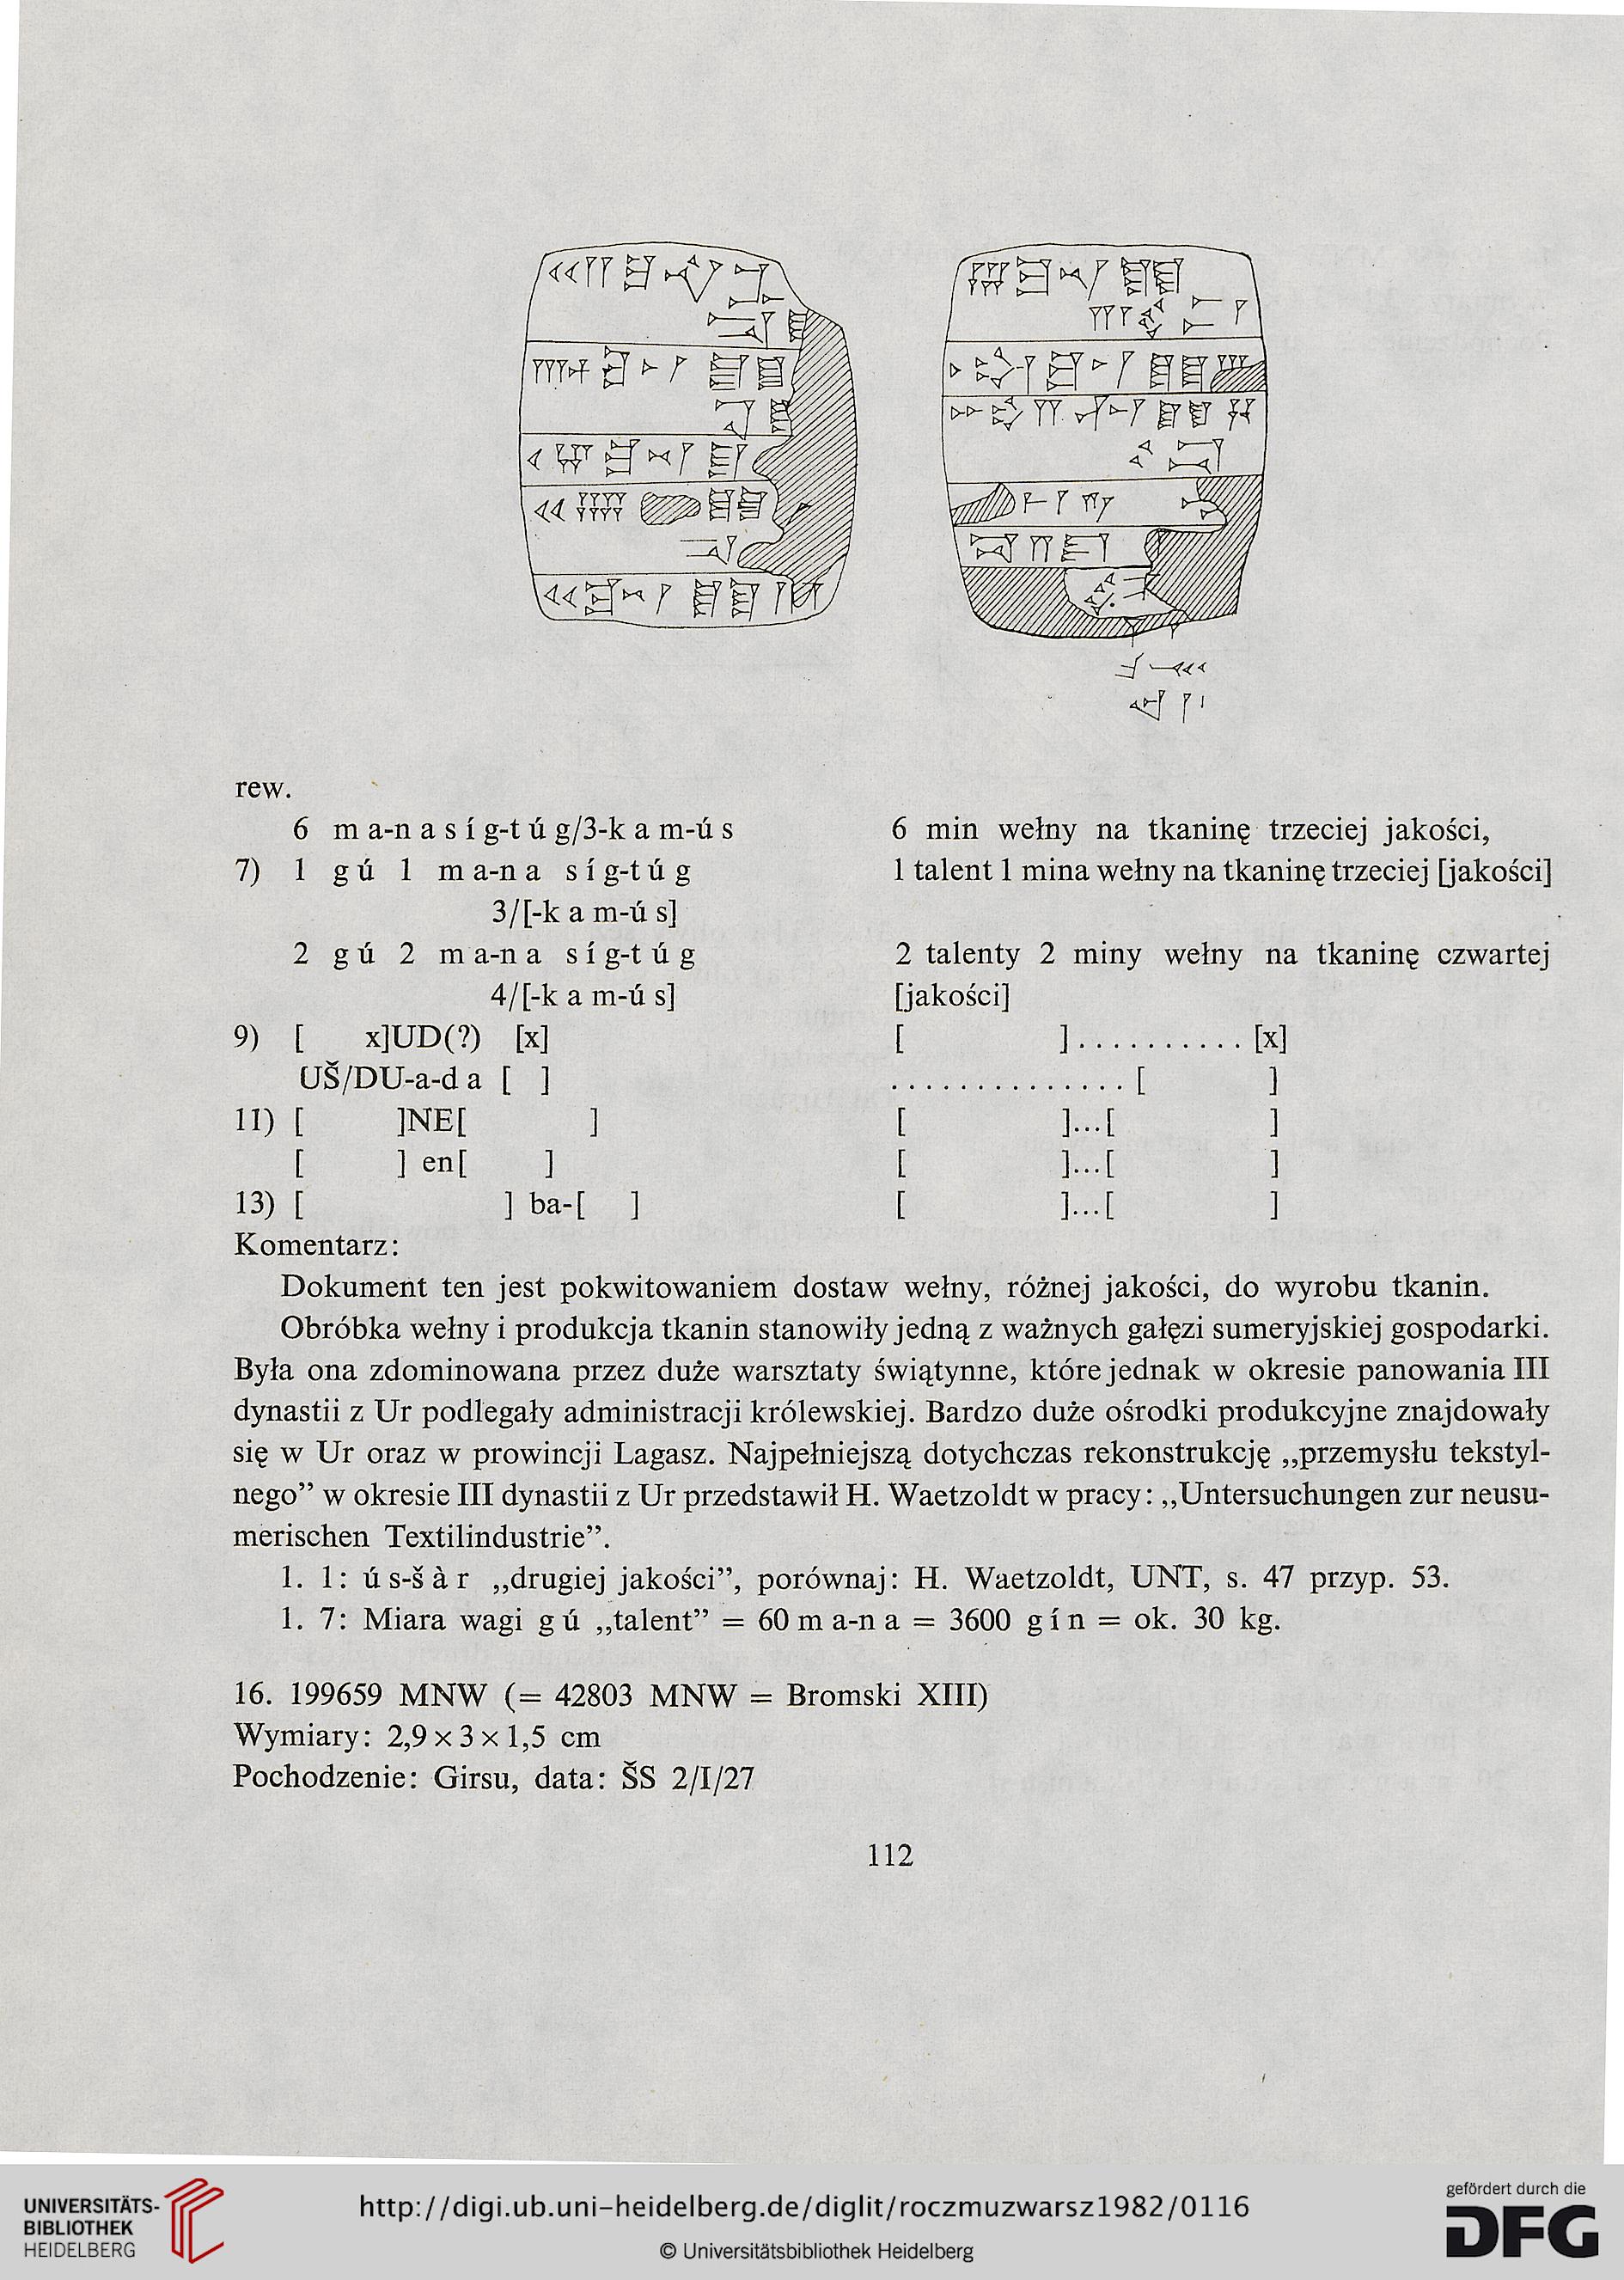 rew.
6 m a-n a s í g-t ú g/3-k a m-ú s 6 min wełny na tkaninę trzeciej jakości,
7) 1 g ú 1 m a-n a s í g-t ú g 1 talent 1 mina wełny na tkaninę trzeciej [jakości]
3/[-k a m-ú s]
2 g ú 2 m a-n a s í g-t ú g 2 talenty 2 miny wełny na tkaninę czwartej
4/[-k a m-ú s] [jakości]
9) [ x]UD(?) [x] [ ].......... [x]
UŠ/DU-a-d a [ ] ...............[ ]
11) [ ]NE[ ] [ ]...[ ]
[ ] en[ ] [ ]...[ ]
13) [ ] ba-[ ] [ ]...[ ]
Komentarz:
Dokument ten jest pokwitowaniem dostaw wełny, różnej jakości, do wyrobu tkanin.
Obróbka wełny i produkcja tkanin stanowiły jedną z ważnych gałęzi sumeryjskiej gospodarki.
Była ona zdominowana przez duże warsztaty świątynne, które jednak w okresie panowania III
dynastii z Ur podlegały administracji królewskiej. Bardzo duże ośrodki produkcyjne znajdowały
się w Ur oraz w prowincji Lagasz. Najpełniejszą dotychczas rekonstrukcję „przemysłu tekstyl-
nego” w okresie III dynastii z Ur przedstawił H. Waetzoldt w pracy: „Untersuchungen zur neusu-
merischen Textilindustrie”.
1. 1: ú s-š à r „drugiej jakości”, porównaj: H. Waetzoldt, UNT, s. 47 przyp. 53.
1. 7: Miara wagi g ú „talent” = 60 m a-n a = 3600 g í n = ok. 30 kg.
16. 199659 MNW (= 42803 MNW = Bromski XIII)
Wymiary: 2,9 × 3 × 1,5 cm
Pochodzenie: Girsu, data: ŠS 2/I/27
112
UNIVERSITÄTS-
BIBLIOTHEK
HEIDELBERG
http://digi.ub.uni-heidelberg.de/diglit/roczmuzwarsz1982/0116
© Universitätsbibliothek Heidelberg
gefördert durch die
DFG